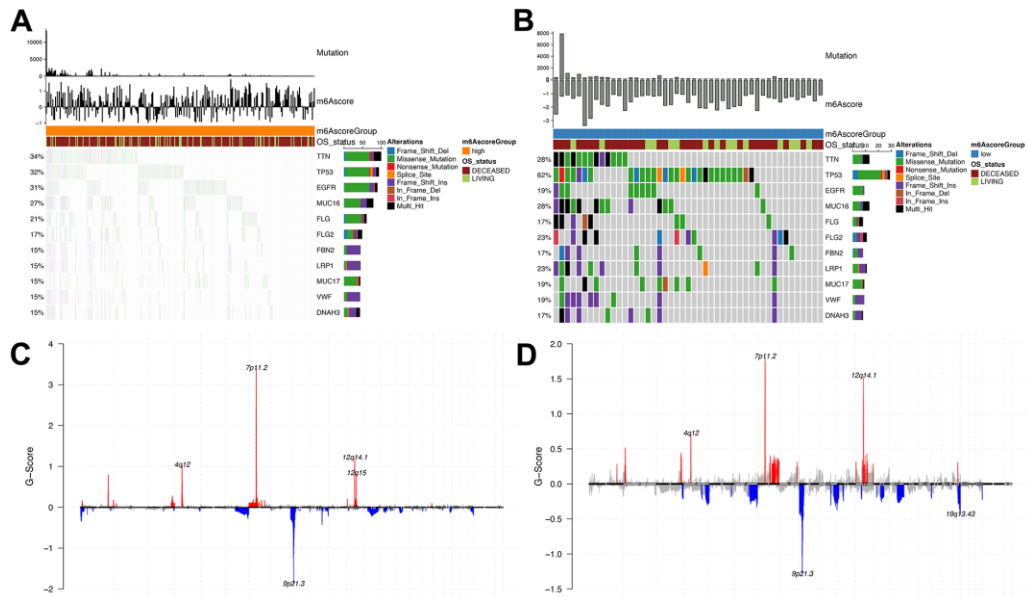 A
10000
5000
0
Mutation
1
0
−1
m6Ascore
m6AscoreGroup
OS_status
0 50 100
34% TTN
32% TP53
31% EGFR
27% MUC16
21% FLG
17% FLG2
15% FBN2
15% LRP1
15% MUC17
15% VWF
15% DNAH3
Alterations
Frame_Shift_Del
Missense_Mutation
Nonsense_Mutation
Splice_Site
Frame_Shift_Ins
In_Frame_Del
In_Frame_Ins
Multi_Hit
m6AscoreGroup
high
OS_status
DECEASED
LIVING
B
8000
6000
4000
2000
0
Mutation
0
−1
−2
m6Ascore
m6AscoreGroup
OS_status
0 10 20 30
28% TTN
62% TP53
19% EGFR
28% MUC16
17% FLG
23% FLG2
17% FBN2
23% LRP1
19% MUC17
19% VWF
17% DNAH3
Alterations
Frame_Shift_Del
Missense_Mutation
Nonsense_Mutation
Splice_Site
Frame_Shift_Ins
In_Frame_Del
In_Frame_Ins
Multi_Hit
m6AscoreGroup
low
OS_status
DECEASED
LIVING
C
G−Score
4
3
2
1
0
−1
−2
4q12
7p11.2
12q14.1
12q15
9p21.3
D
G−Score
2.0
1.5
1.0
0.5
0.0
−0.5
−1.0
−1.5
4q12
7p11.2
12q14.1
19q13.43
9p21.3